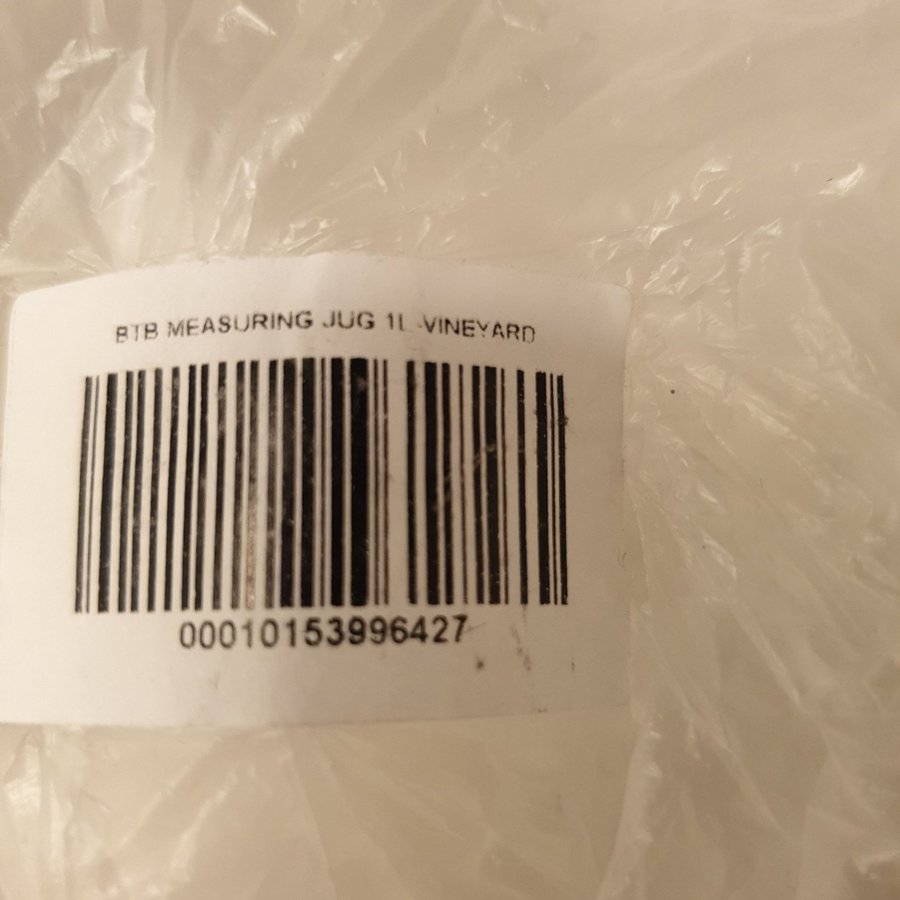 BTB MEASURING JUG 1L -VINEYARD
00010153996427